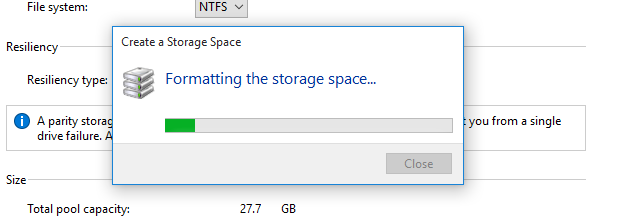 File system: NTFS
Create a Storage Space
Resiliency
Formatting the storage space...
Resiliency type:
A parity storag t you from a single
drive failure. A
Close
Size
Total pool capacity: 27.7 GB